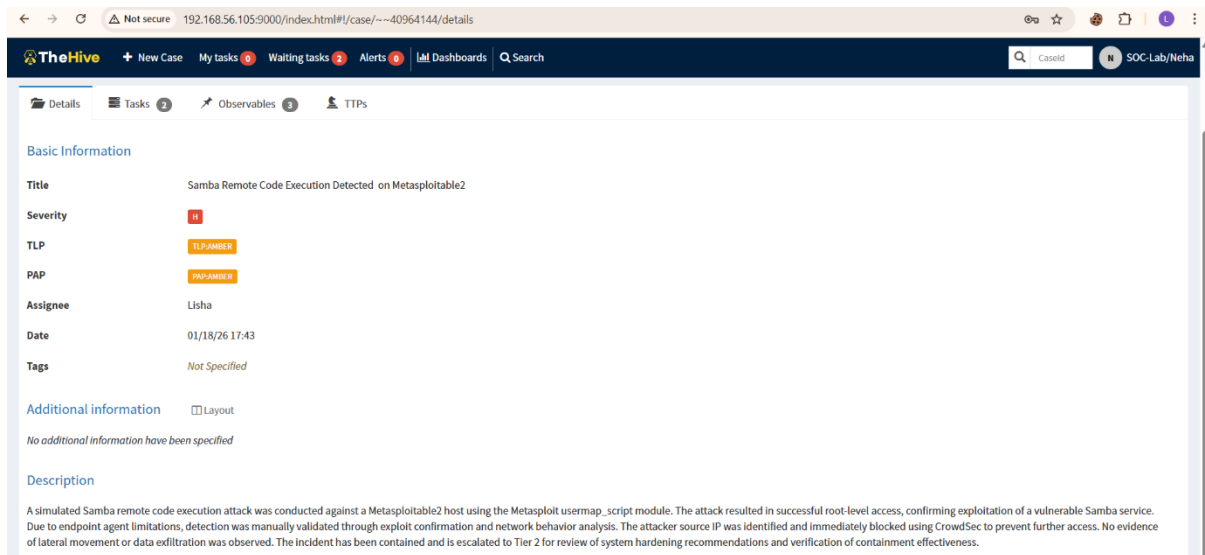 Not secure 192.168.56.105:9000/index.html#!/case/~~40964144/details L
TheHive + New Case My tasks 0 Waiting tasks 2 Alerts 0 Dashboards Search CaseId N SOC-Lab/Neha
Details Tasks 2 Observables 3 TTPs
Basic Information
Title Samba Remote Code Execution Detected on Metasploitable2
Severity H
TLP TLP:AMBER
PAP PAP:AMBER
Assignee Lisha
Date 01/18/26 17:43
Tags Not Specified
Additional information Layout
No additional information have been specified
Description
A simulated Samba remote code execution attack was conducted against a Metasploitable2 host using the Metasploit usermap_script module. The attack resulted in successful root-level access, confirming exploitation of a vulnerable Samba service.
Due to endpoint agent limitations, detection was manually validated through exploit confirmation and network behavior analysis. The attacker source IP was identified and immediately blocked using CrowdSec to prevent further access. No evidence
of lateral movement or data exfiltration was observed. The incident has been contained and is escalated to Tier 2 for review of system hardening recommendations and verification of containment effectiveness.